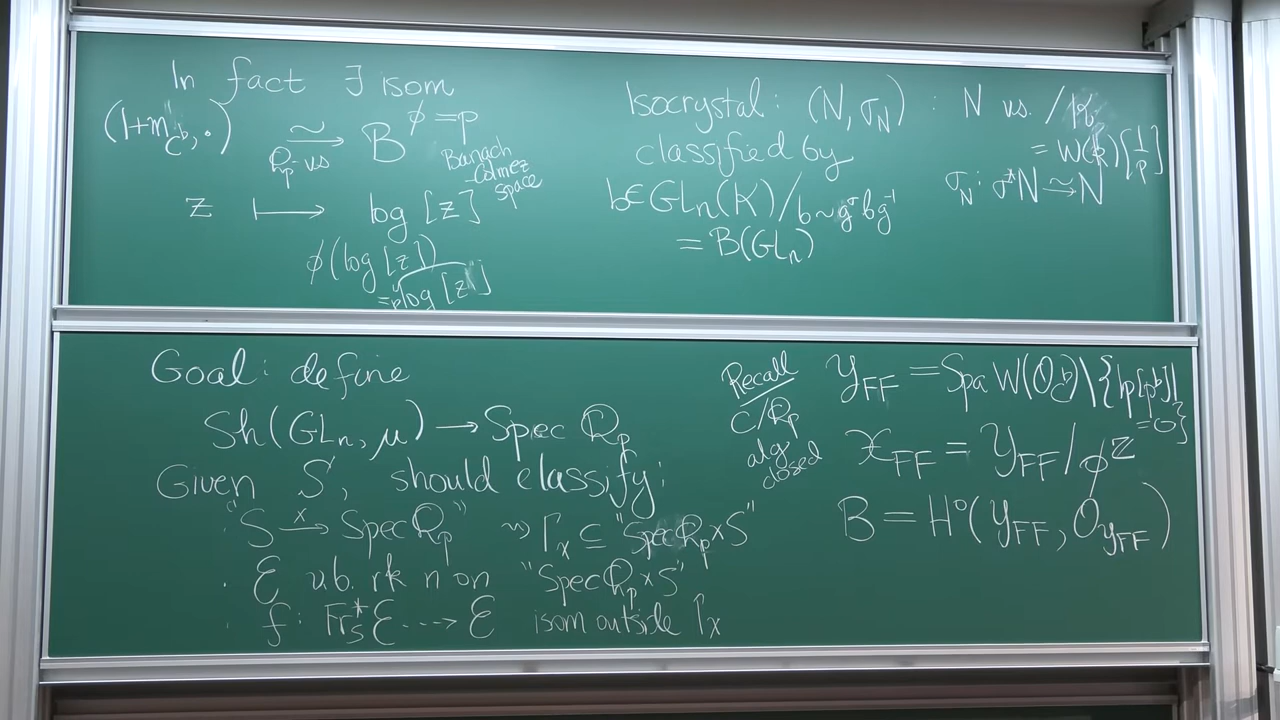 In fact ∃ isom
(1+m_{C^♭}, ·) ≃→ B^{φ=p}
Q_p-vs
Banach
-Colmez
space
z ↦ log [z]
φ(log [z])
= p log [z]
Isocrystal: (N, σ_N) : N vs. /K
= W(k)[1/p]
classified by
σ_N: σ*N ≃→ N
b∈GL_n(K)/b~g^σ b g^{-1}
= B(GL_n)
Goal: define
Sh(GL_n, μ) → Spec Q_p
Given S, should classify:
· "S →^x Spec Q_p" ⇝ Γ_x ⊆ "Spec Q_p × S"
· ℰ v.b. rk n on "Spec Q_p × S"
· f: Fr_S^* ℰ ⇢ ℰ isom outside Γ_x
Recall
C/Q_p
alg
closed
Y_FF = Spa W(O_{C^♭}) \ {|p[p^♭]| = 0}
X_FF = Y_FF/φ^Z
B = H^0(Y_FF, O_{Y_FF})